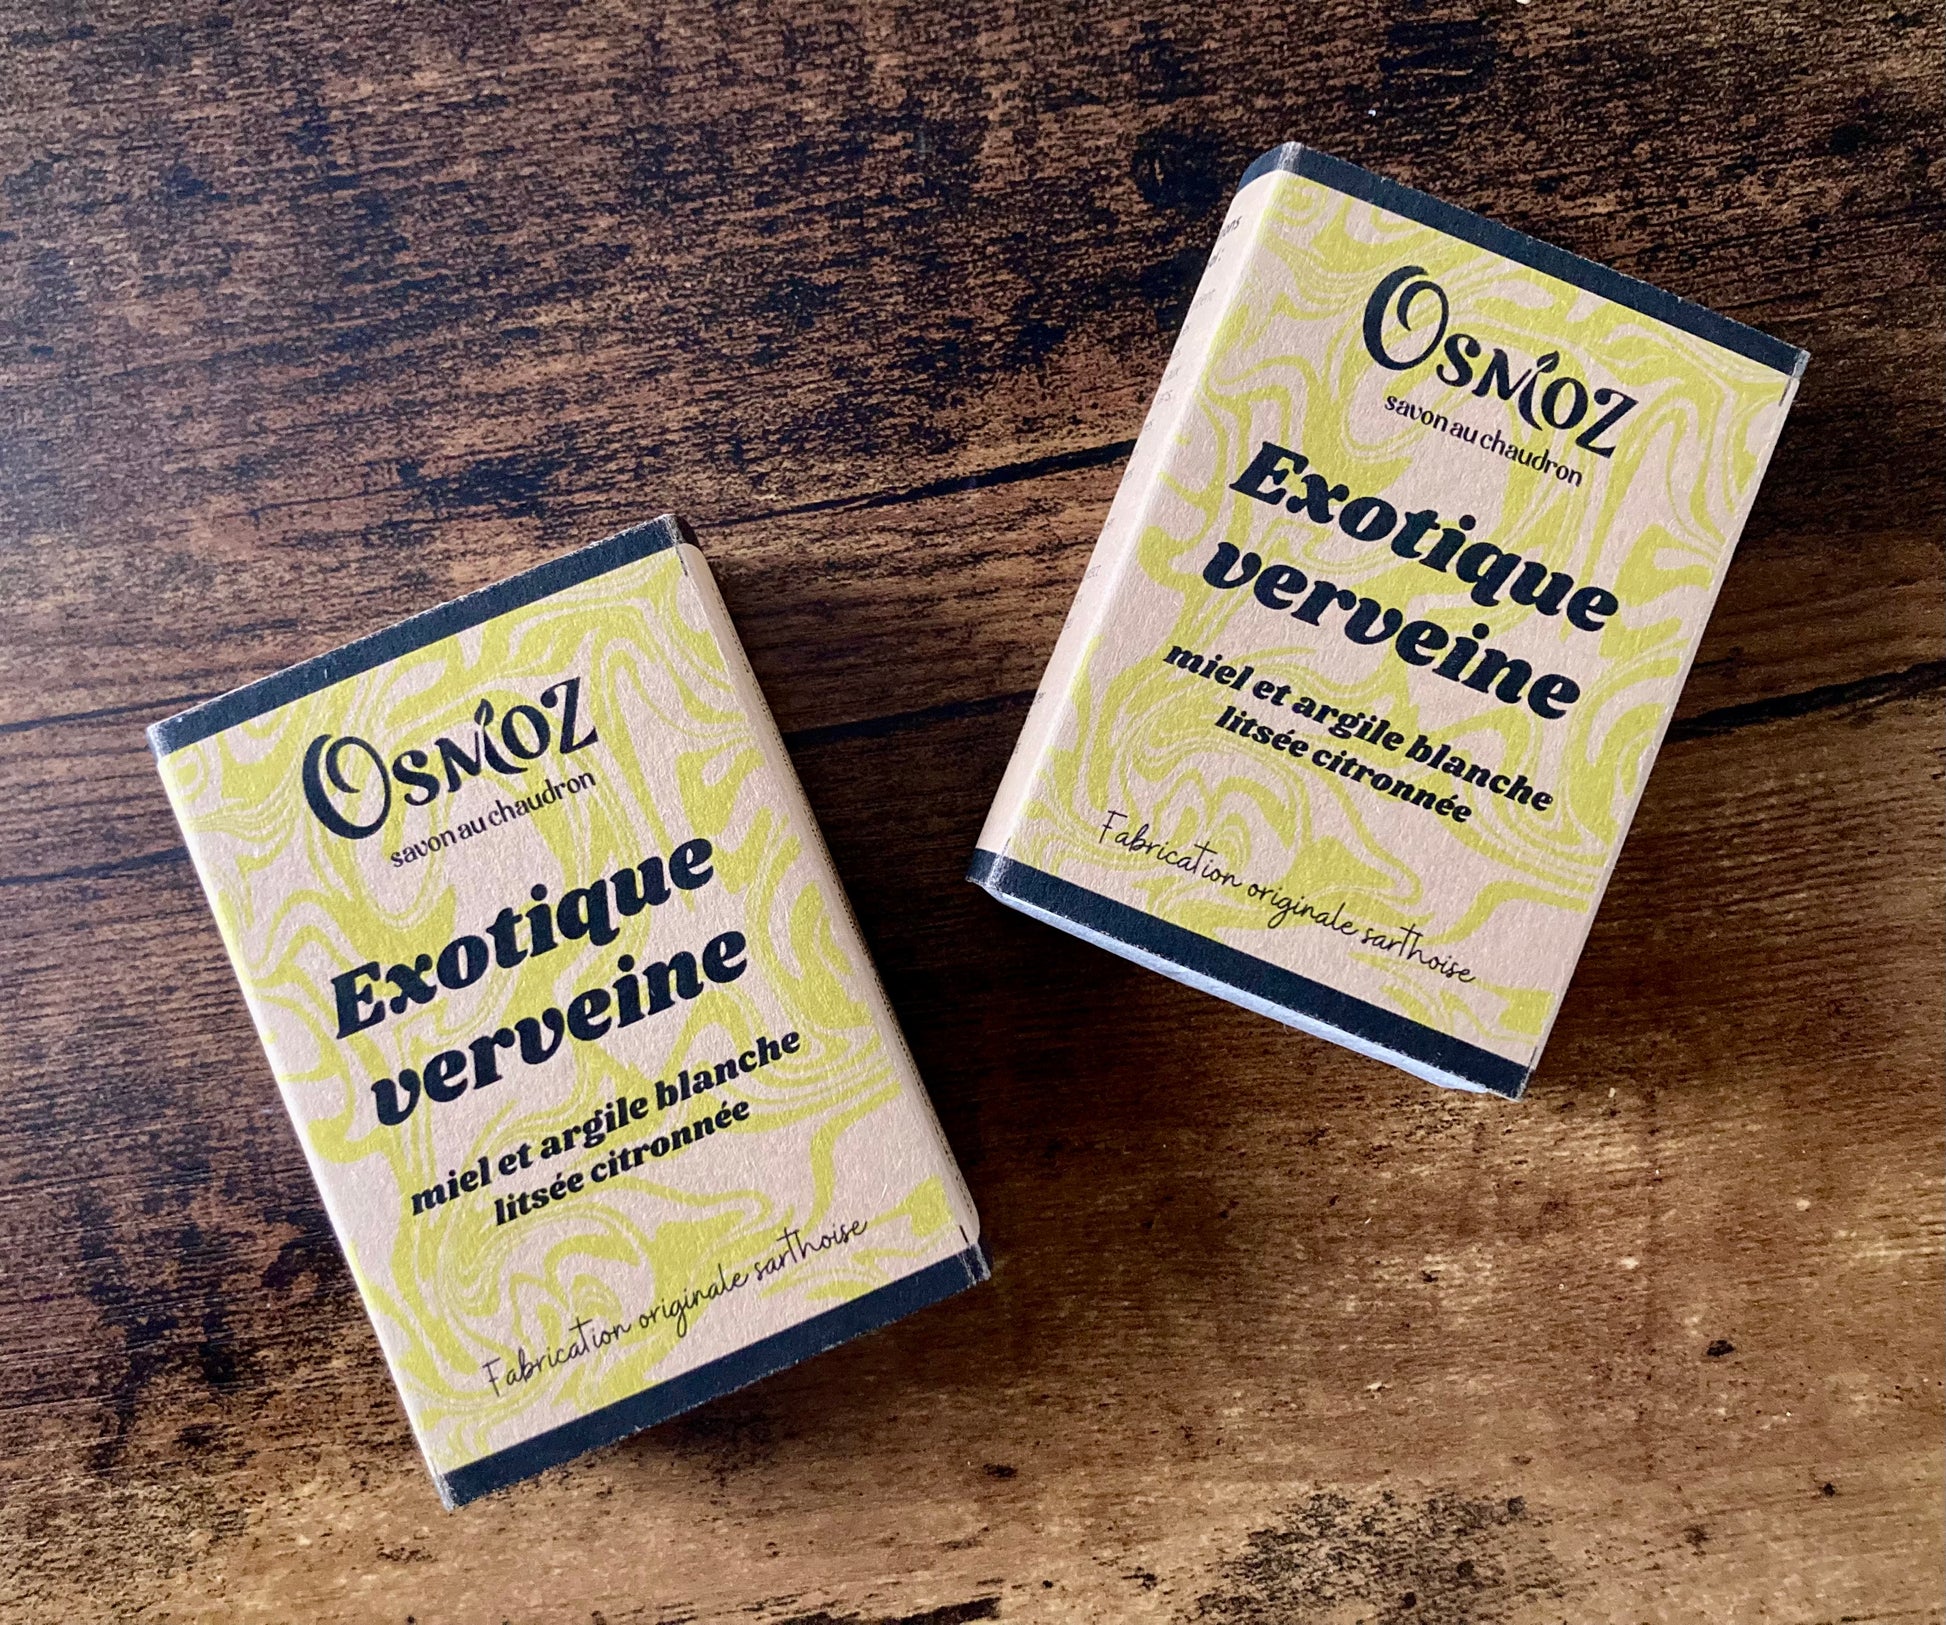 Osmoz
savon au chaudron
Exotique
verveine
miel et argile blanche
litsée citronnée
Fabrication originale sarthoise
Osmoz
savon au chaudron
Exotique
verveine
miel et argile blanche
litsée citronnée
Fabrication originale sarthoise